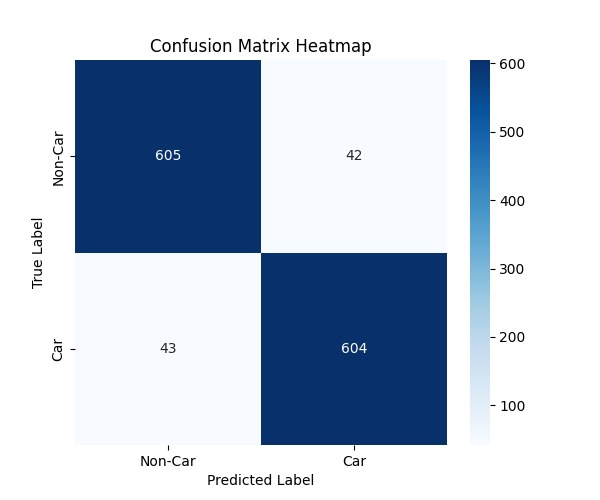 Confusion Matrix Heatmap
True Label
Non-Car
605
42
Car
43
604
Non-Car
Car
Predicted Label
600
500
400
300
200
100